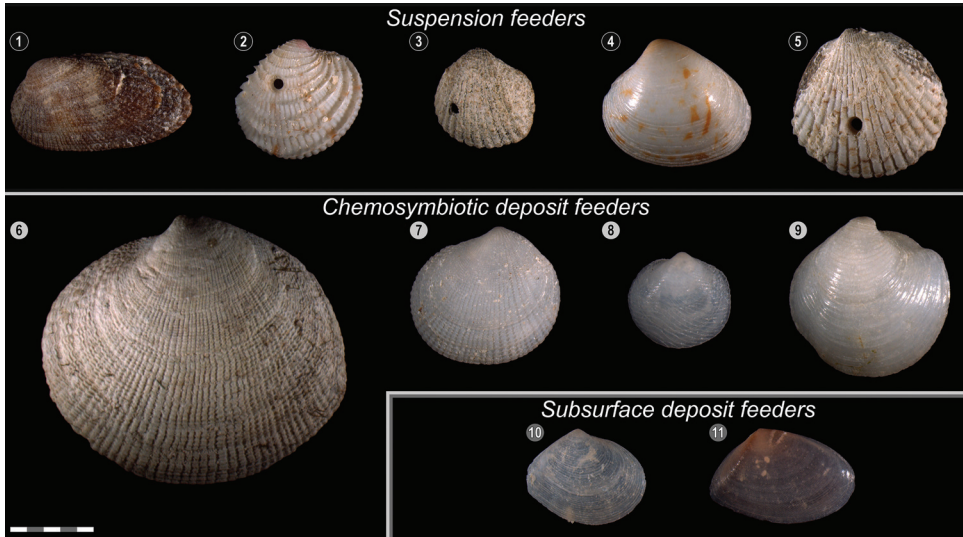 Suspension feeders
1 2 3 4 5
Chemosymbiotic deposit feeders
6 7 8 9
Subsurface deposit feeders
10 11